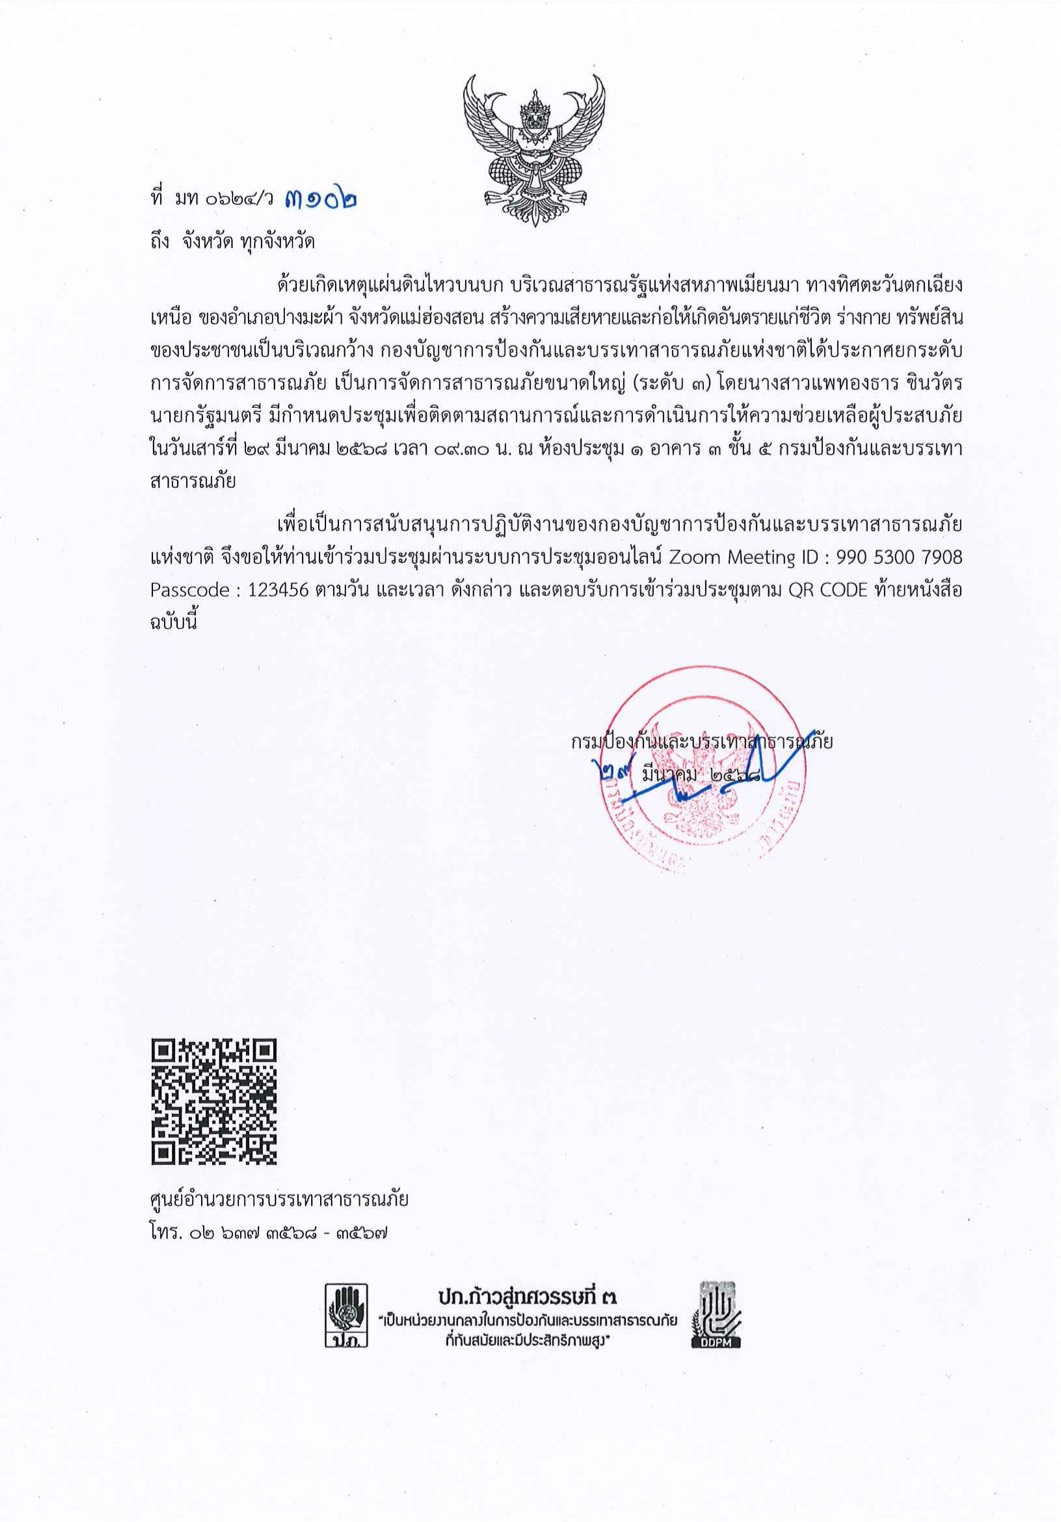 ที่ มท ๐๖๒๔/ว ๓๑๐๒
ถึง จังหวัด ทุกจังหวัด
ด้วยเกิดเหตุแผ่นดินไหวบนบก บริเวณสาธารณรัฐแห่งสหภาพเมียนมา ทางทิศตะวันตกเฉียง
เหนือ ของอำเภอปางมะผ้า จังหวัดแม่ฮ่องสอน สร้างความเสียหายและก่อให้เกิดอันตรายแก่ชีวิต ร่างกาย ทรัพย์สิน
ของประชาชนเป็นบริเวณกว้าง กองบัญชาการป้องกันและบรรเทาสาธารณภัยแห่งชาติได้ประกาศยกระดับ
การจัดการสาธารณภัย เป็นการจัดการสาธารณภัยขนาดใหญ่ (ระดับ ๓) โดยนางสาวแพทองธาร ชินวัตร
นายกรัฐมนตรี มีกำหนดประชุมเพื่อติดตามสถานการณ์และการดำเนินการให้ความช่วยเหลือผู้ประสบภัย
ในวันเสาร์ที่ ๒๙ มีนาคม ๒๕๖๘ เวลา ๐๙.๓๐ น. ณ ห้องประชุม ๑ อาคาร ๓ ชั้น ๕ กรมป้องกันและบรรเทา
สาธารณภัย
เพื่อเป็นการสนับสนุนการปฏิบัติงานของกองบัญชาการป้องกันและบรรเทาสาธารณภัย
แห่งชาติ จึงขอให้ท่านเข้าร่วมประชุมผ่านระบบการประชุมออนไลน์ Zoom Meeting ID : 990 5300 7908
Passcode : 123456 ตามวัน และเวลา ดังกล่าว และตอบรับการเข้าร่วมประชุมตาม QR CODE ท้ายหนังสือ
ฉบับนี้
กรมป้องกันและบรรเทาสาธารณภัย
๒๙ มีนาคม ๒๕๖๘
ศูนย์อำนวยการบรรเทาสาธารณภัย
โทร. ๐๒ ๖๓๗ ๓๕๖๘ - ๓๕๖๗
ปภ.ก้าวสู่ทศวรรษที่ ๓
"เป็นหน่วยงานกลางในการป้องกันและบรรเทาสาธารณภัย
ที่ทันสมัยและมีประสิทธิภาพสูง"
ปภ.
DDPM